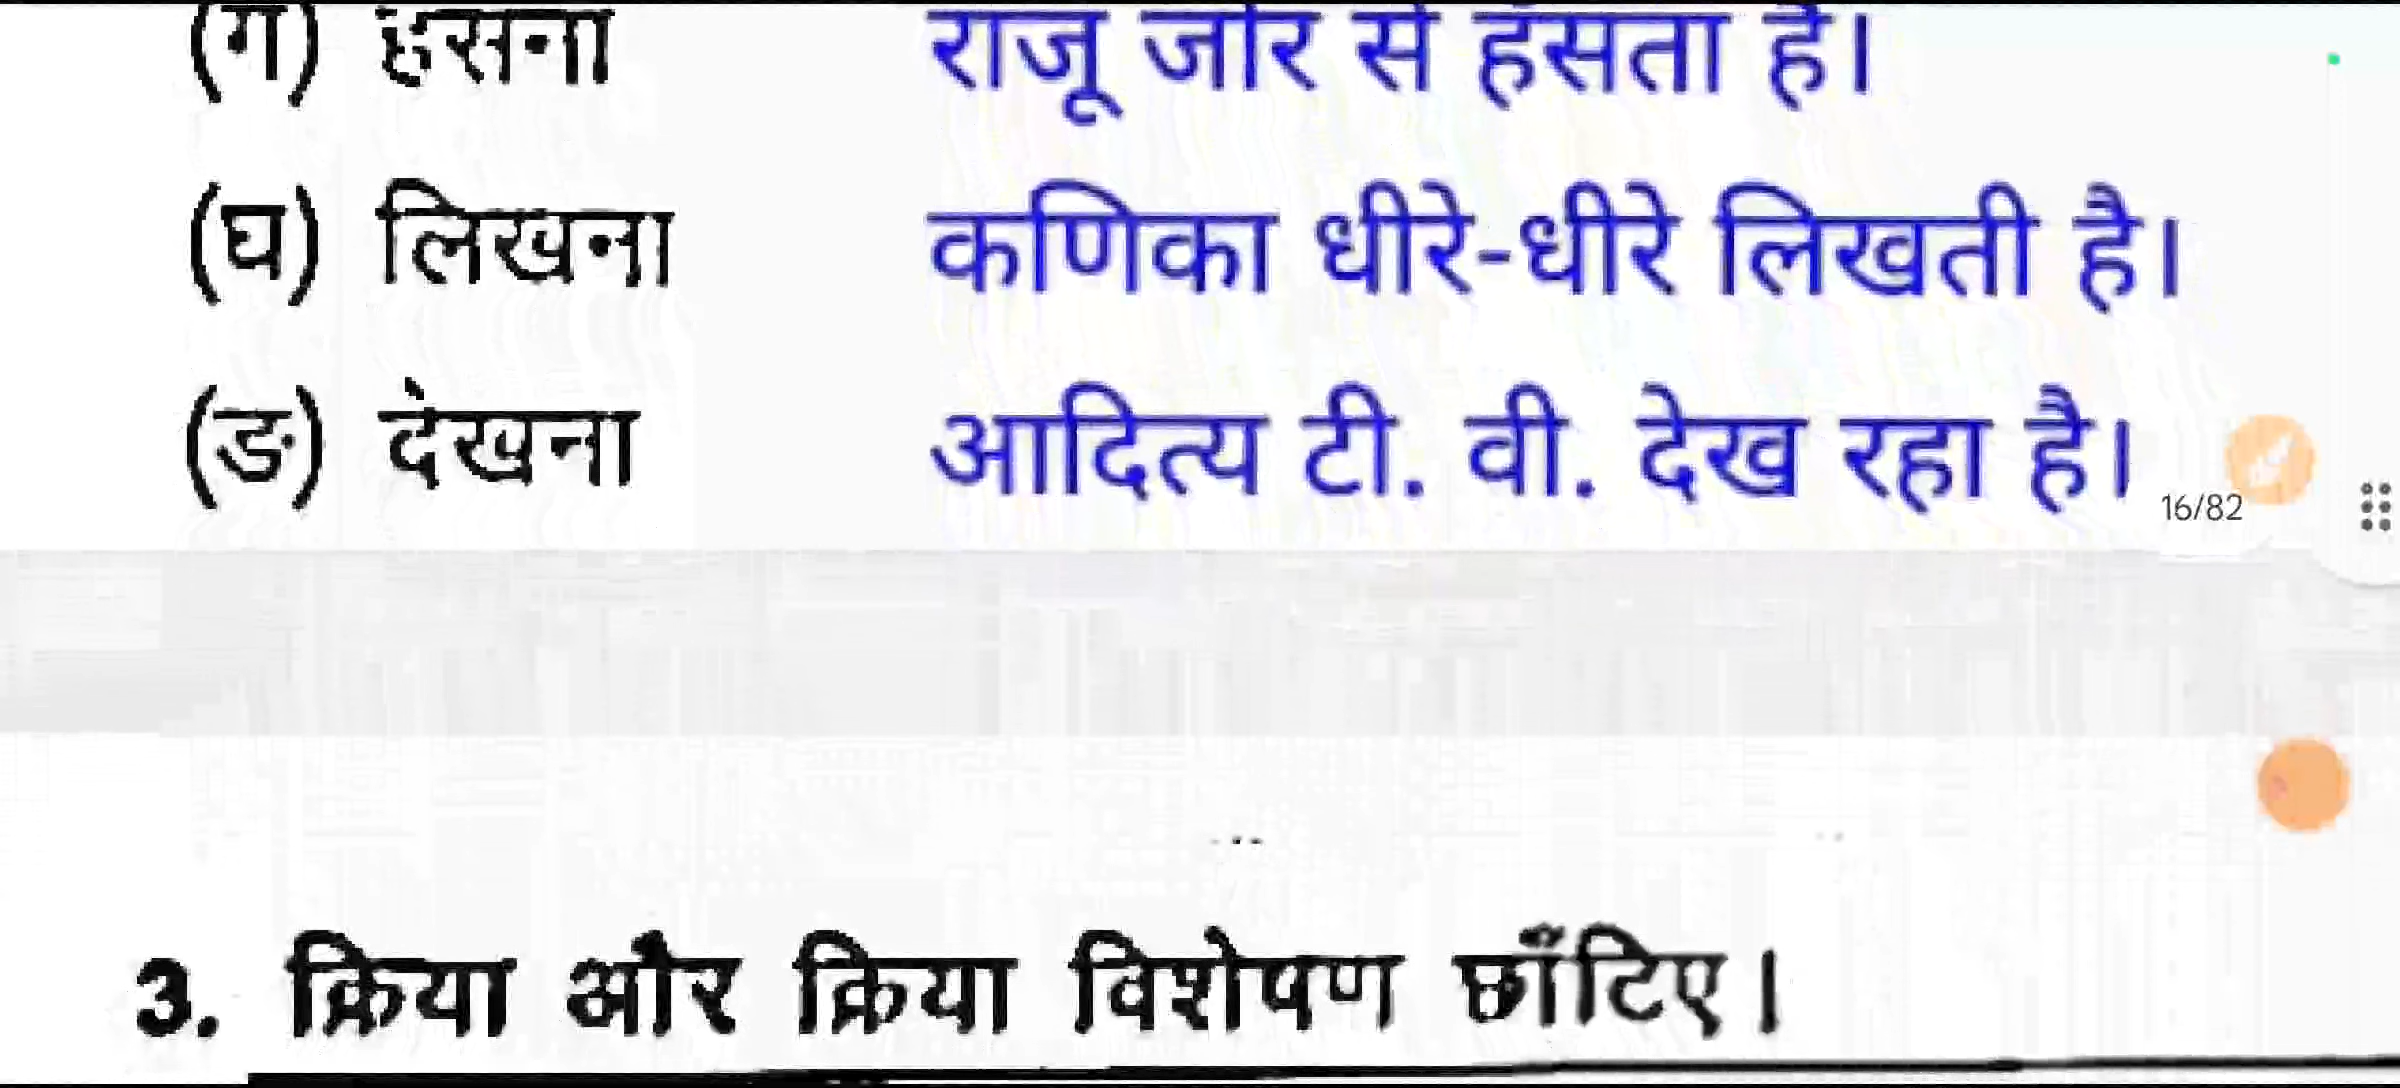 (ग) हँसना राजू जोर से हँसता है।
(घ) लिखना कणिका धीरे-धीरे लिखती है।
(ङ) देखना आदित्य टी. वी. देख रहा है।
16/82
3. क्रिया और क्रिया विशेषण छाँटिए।